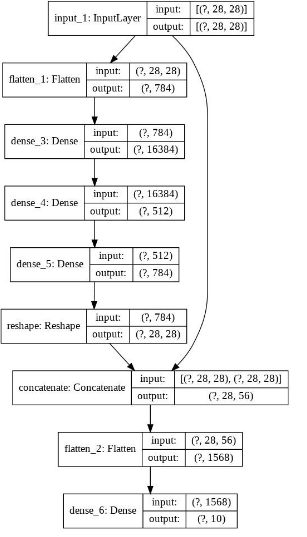 input_1: InputLayer
input: [(?, 28, 28)]
output: [(?, 28, 28)]
flatten_1: Flatten
input: (?, 28, 28)
output: (?, 784)
dense_3: Dense
input: (?, 784)
output: (?, 16384)
dense_4: Dense
input: (?, 16384)
output: (?, 512)
dense_5: Dense
input: (?, 512)
output: (?, 784)
reshape: Reshape
input: (?, 784)
output: (?, 28, 28)
concatenate: Concatenate
input: [(?, 28, 28), (?, 28, 28)]
output: (?, 28, 56)
flatten_2: Flatten
input: (?, 28, 56)
output: (?, 1568)
dense_6: Dense
input: (?, 1568)
output: (?, 10)